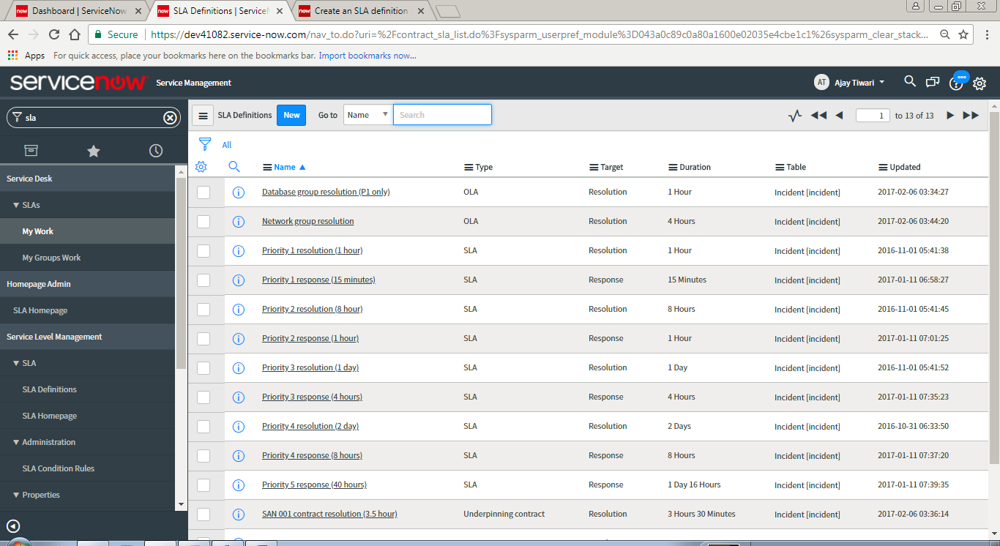 Dashboard | ServiceNow
SLA Definitions | Service
Create an SLA definition
Secure
https://dev41082.service-now.com/nav_to.do?uri=%2Fcontract_sla_list.do%3Fsysparm_userpref_module%3D043a0c89c0a80a1600e02035e4cbe1c1%26sysparm_clear_stack...
Apps For quick access, place your bookmarks here on the bookmarks bar. Import bookmarks now...
servicenow Service Management
AT Ajay Tiwari
sla
SLA Definitions New Go to Name Search 1 to 13 of 13
All
Service Desk
SLAs
My Work
My Groups Work
Homepage Admin
SLA Homepage
Service Level Management
SLA
SLA Definitions
SLA Homepage
Administration
SLA Condition Rules
Properties
Name Type Target Duration Table Updated
Database group resolution (P1 only) OLA Resolution 1 Hour Incident [incident] 2017-02-06 03:34:27
Network group resolution OLA Resolution 4 Hours Incident [incident] 2017-02-06 03:44:20
Priority 1 resolution (1 hour) SLA Resolution 1 Hour Incident [incident] 2016-11-01 05:41:38
Priority 1 response (15 minutes) SLA Response 15 Minutes Incident [incident] 2017-01-11 06:58:27
Priority 2 resolution (8 hour) SLA Resolution 8 Hours Incident [incident] 2016-11-01 05:41:45
Priority 2 response (1 hour) SLA Response 1 Hour Incident [incident] 2017-01-11 07:01:25
Priority 3 resolution (1 day) SLA Resolution 1 Day Incident [incident] 2016-11-01 05:41:52
Priority 3 response (4 hours) SLA Response 4 Hours Incident [incident] 2017-01-11 07:35:23
Priority 4 resolution (2 day) SLA Resolution 2 Days Incident [incident] 2016-10-31 06:33:50
Priority 4 response (8 hours) SLA Response 8 Hours Incident [incident] 2017-01-11 07:37:20
Priority 5 response (40 hours) SLA Response 1 Day 16 Hours Incident [incident] 2017-01-11 07:39:35
SAN 001 contract resolution (3.5 hour) Underpinning contract Resolution 3 Hours 30 Minutes Incident [incident] 2017-02-06 03:36:14